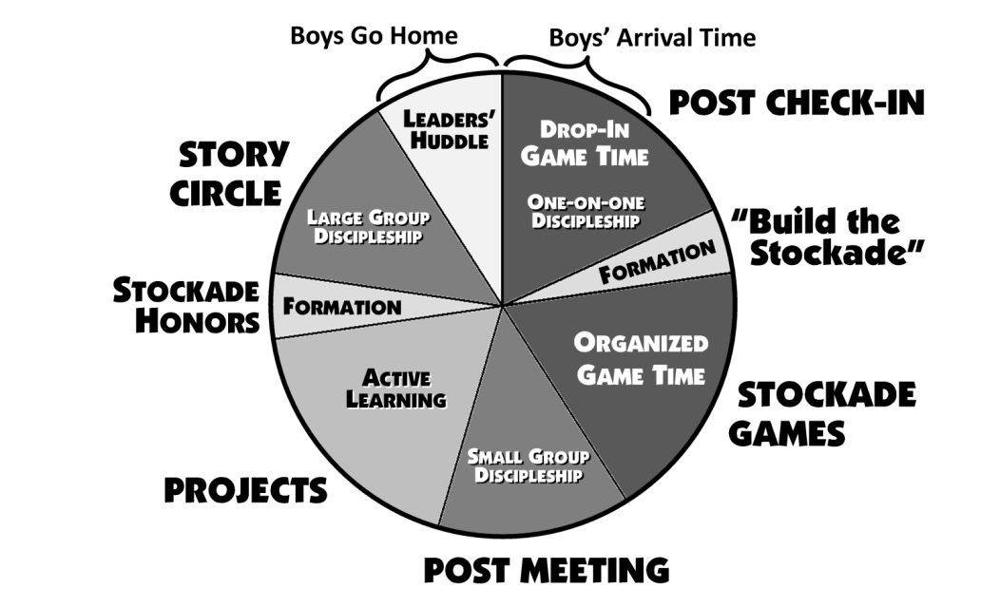 Boys Go Home
Boys’ Arrival Time
POST CHECK-IN
DROP-IN
GAME TIME
ONE-ON-ONE
DISCIPLESHIP
“Build the
Stockade”
FORMATION
ORGANIZED
GAME TIME
STOCKADE
GAMES
SMALL GROUP
DISCIPLESHIP
POST MEETING
ACTIVE
LEARNING
PROJECTS
FORMATION
STOCKADE
HONORS
LARGE GROUP
DISCIPLESHIP
STORY
CIRCLE
LEADERS’
HUDDLE